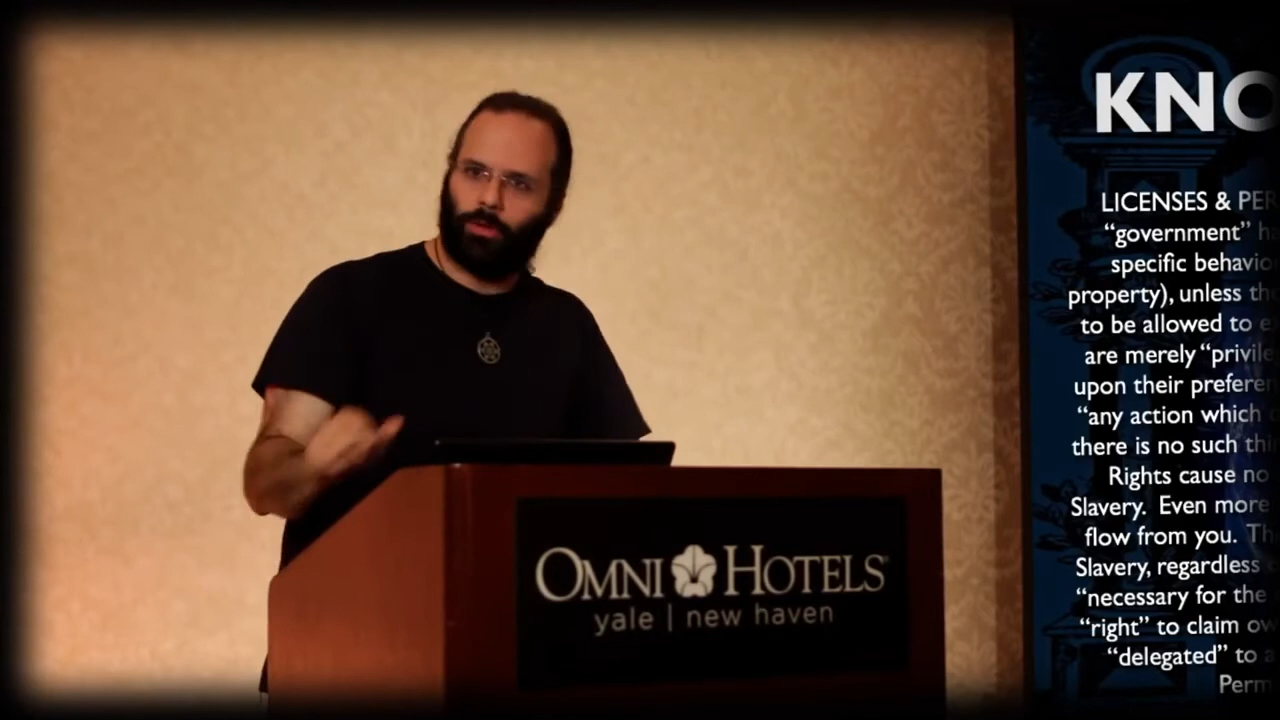 OMNI HOTELS
yale | new haven
KNO
LICENSES & PER
“government” h
specific behavio
property), unless th
to be allowed to e
are merely “privile
upon their prefere
“any action which
there is no such thi
Rights cause no
Slavery. Even more
flow from you. Th
Slavery, regardless
“necessary for the
“right” to claim ow
“delegated” to a
Perm